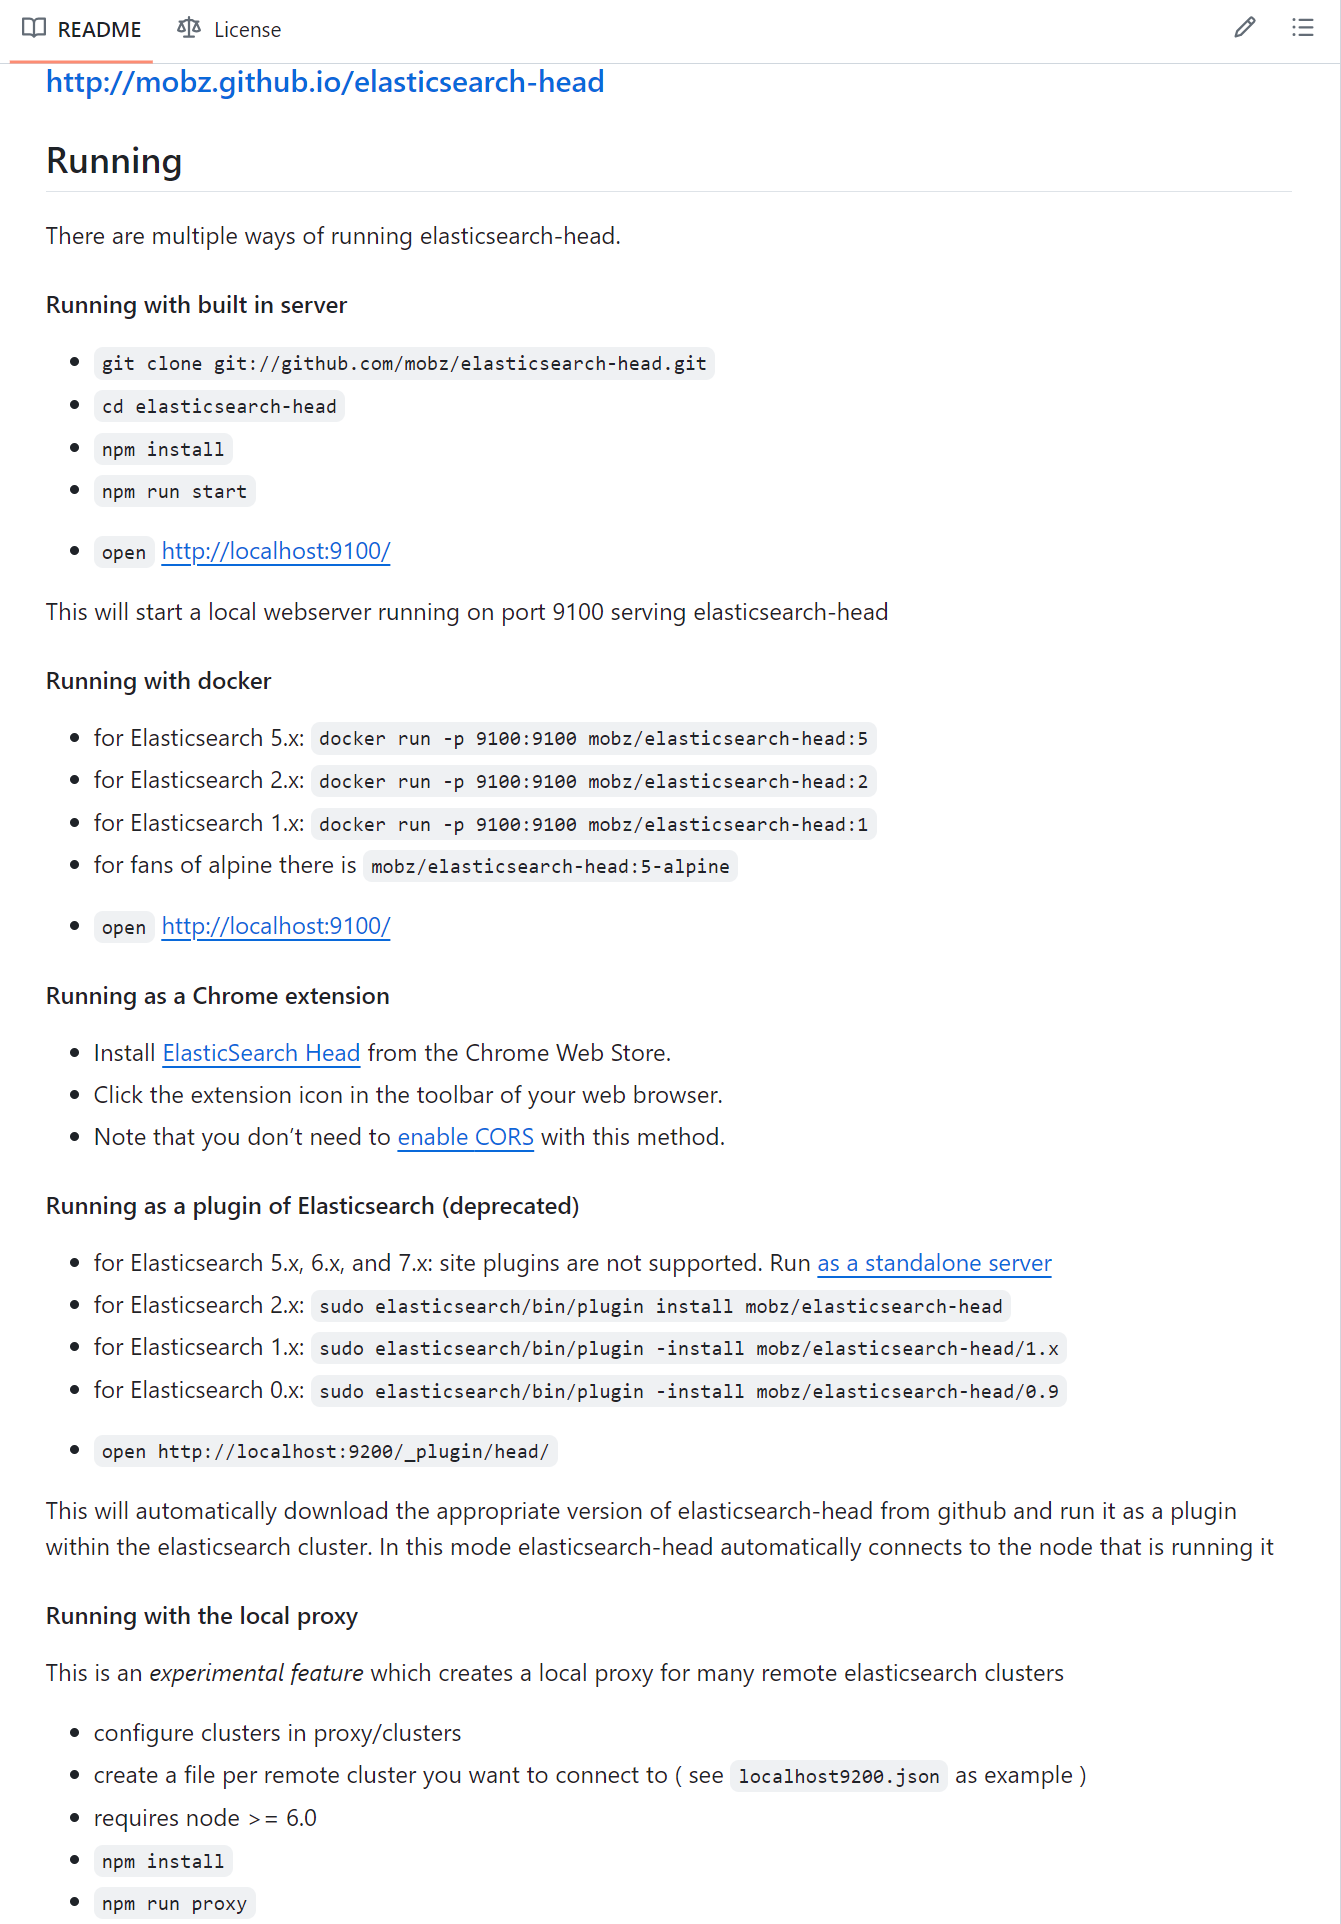 README License
http://mobz.github.io/elasticsearch-head
Running
There are multiple ways of running elasticsearch-head.
Running with built in server
git clone git://github.com/mobz/elasticsearch-head.git
cd elasticsearch-head
npm install
npm run start
open http://localhost:9100/
This will start a local webserver running on port 9100 serving elasticsearch-head
Running with docker
for Elasticsearch 5.x: docker run -p 9100:9100 mobz/elasticsearch-head:5
for Elasticsearch 2.x: docker run -p 9100:9100 mobz/elasticsearch-head:2
for Elasticsearch 1.x: docker run -p 9100:9100 mobz/elasticsearch-head:1
for fans of alpine there is mobz/elasticsearch-head:5-alpine
open http://localhost:9100/
Running as a Chrome extension
Install ElasticSearch Head from the Chrome Web Store.
Click the extension icon in the toolbar of your web browser.
Note that you don’t need to enable CORS with this method.
Running as a plugin of Elasticsearch (deprecated)
for Elasticsearch 5.x, 6.x, and 7.x: site plugins are not supported. Run as a standalone server
for Elasticsearch 2.x: sudo elasticsearch/bin/plugin install mobz/elasticsearch-head
for Elasticsearch 1.x: sudo elasticsearch/bin/plugin -install mobz/elasticsearch-head/1.x
for Elasticsearch 0.x: sudo elasticsearch/bin/plugin -install mobz/elasticsearch-head/0.9
open http://localhost:9200/_plugin/head/
This will automatically download the appropriate version of elasticsearch-head from github and run it as a plugin
within the elasticsearch cluster. In this mode elasticsearch-head automatically connects to the node that is running it
Running with the local proxy
This is an experimental feature which creates a local proxy for many remote elasticsearch clusters
configure clusters in proxy/clusters
create a file per remote cluster you want to connect to ( see localhost9200.json as example )
requires node >= 6.0
npm install
npm run proxy